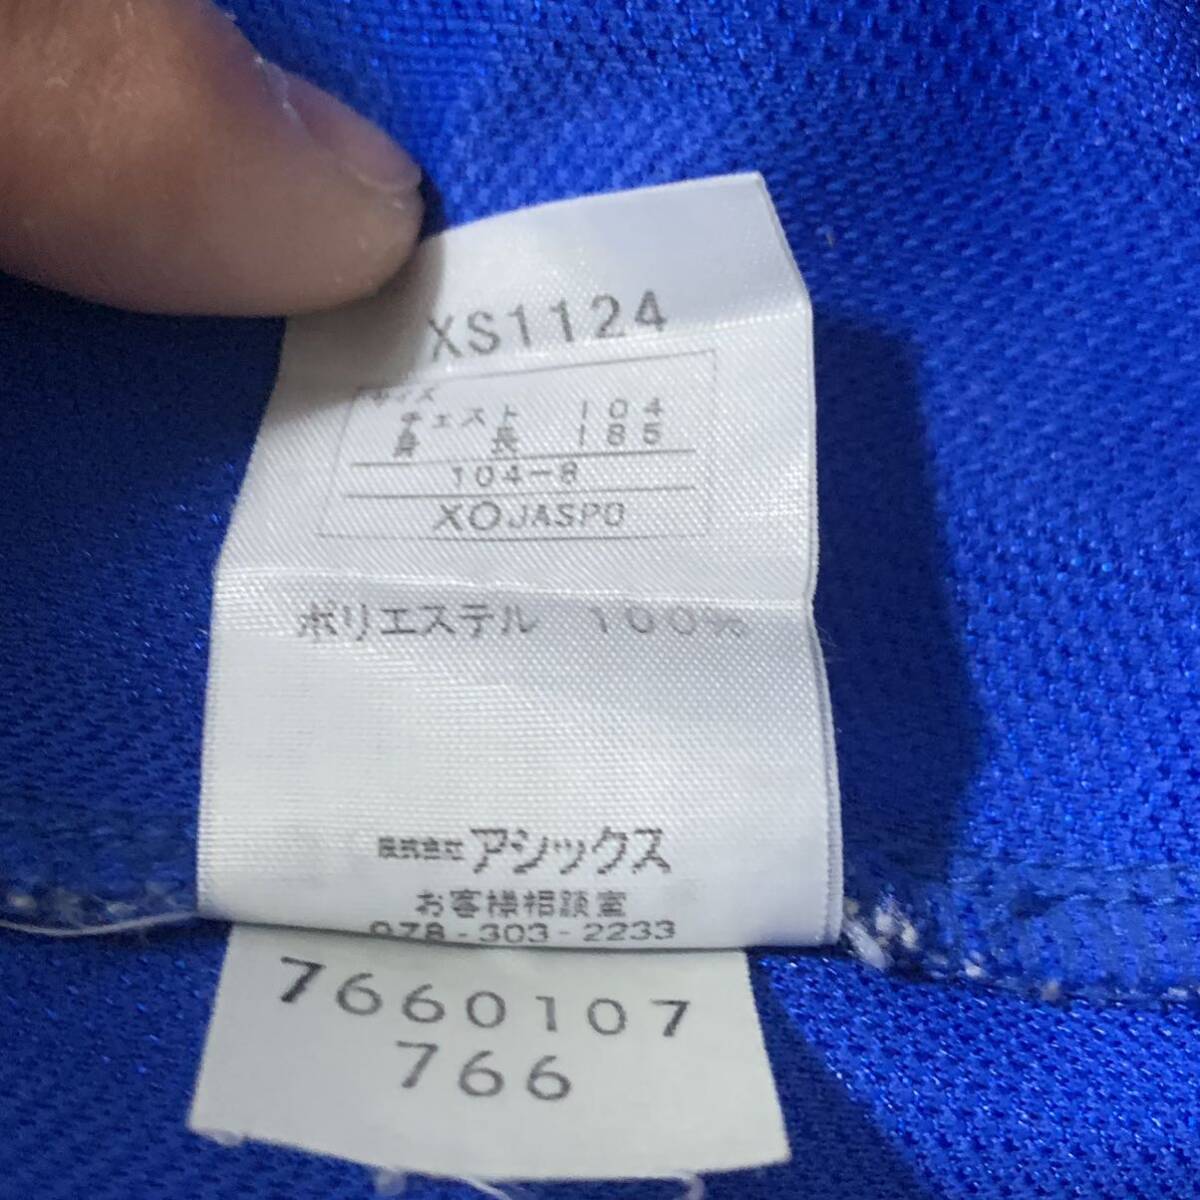 XS1124
サイズ
チェスト 104
身長 185
104-8
XO JASPO
ポリエステル 100%
株式会社 アシックス
お客様相談室
078-303-2233
7660107
766